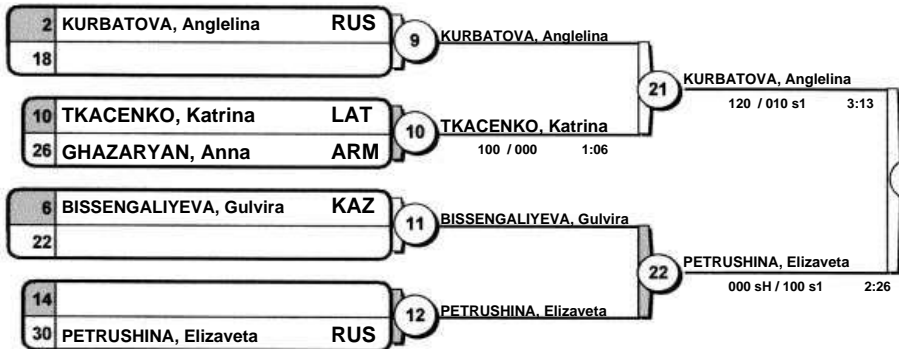 2 KURBATOVA, Anglelina RUS
18
9 KURBATOVA, Anglelina
10 TKACENKO, Katrina LAT
26 GHAZARYAN, Anna ARM
10 TKACENKO, Katrina
100 / 000 1:06
21 KURBATOVA, Anglelina
120 / 010 s1 3:13
6 BISSENGALIYEVA, Gulvira KAZ
22
11 BISSENGALIYEVA, Gulvira
14
30 PETRUSHINA, Elizaveta RUS
12 PETRUSHINA, Elizaveta
22 PETRUSHINA, Elizaveta
000 sH / 100 s1 2:26